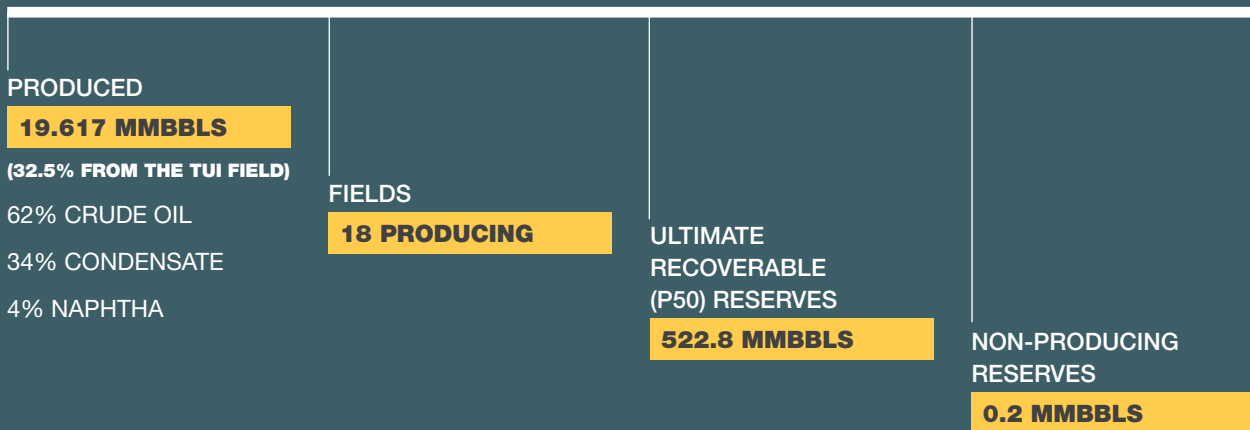 PRODUCED
19.617 MMBBLS
(32.5% FROM THE TUI FIELD)
62% CRUDE OIL
34% CONDENSATE
4% NAPHTHA
FIELDS
18 PRODUCING
ULTIMATE
RECOVERABLE
(P50) RESERVES
522.8 MMBBLS
NON-PRODUCING
RESERVES
0.2 MMBBLS